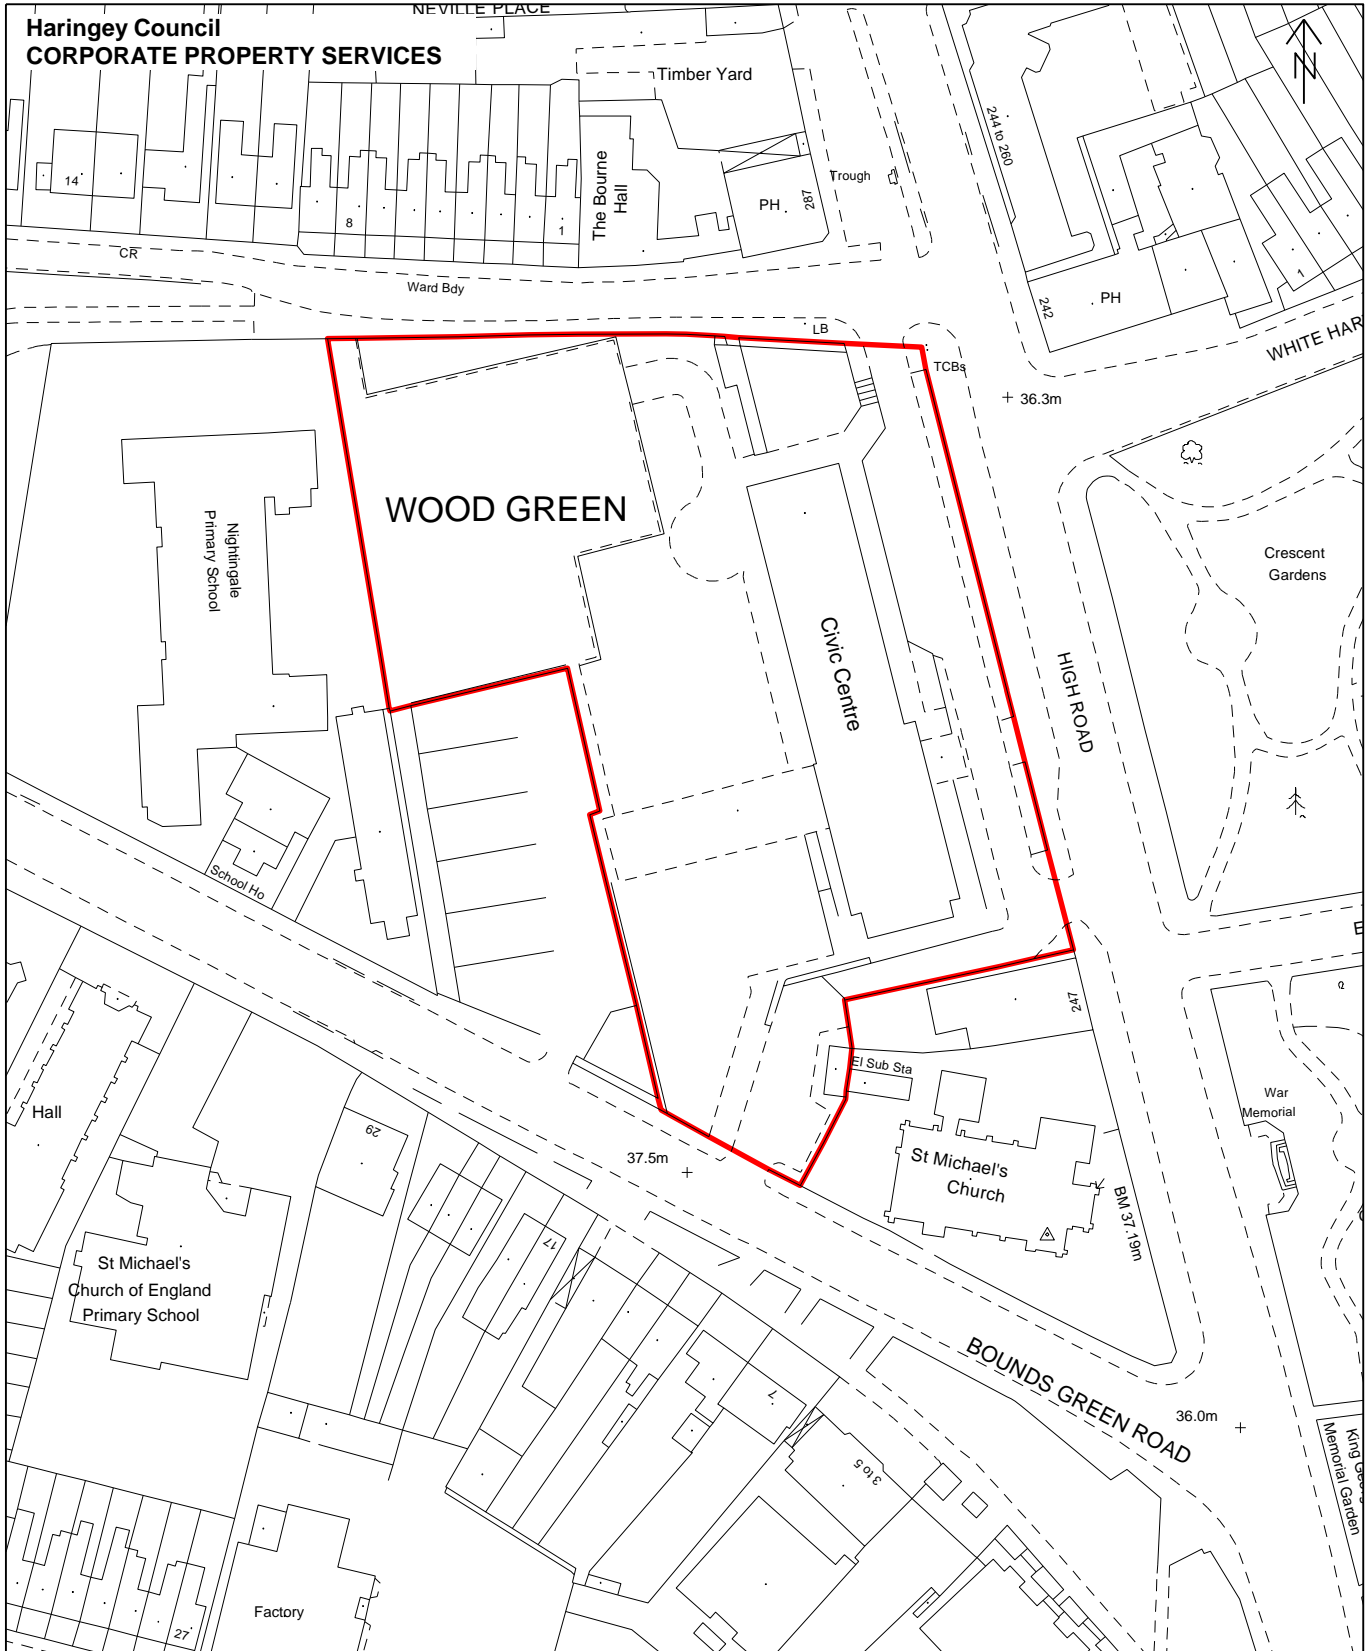 NEVILLE PLACE
Haringey Council
CORPORATE PROPERTY SERVICES
N
Timber Yard
244 to 260
The Bourne
Hall
Trough
14
8
1
PH
287
CR
Ward Bdy
242
PH
1
LB
TCBs
WHITE HAR
36.3m
WOOD GREEN
Nightingale
Primary School
Crescent
Gardens
Civic Centre
HIGH ROAD
School Ho
E
247
El Sub Sta
Hall
29
War
Memorial
37.5m
St Michael's
Church
BM 37.19m
17
St Michael's
Church of England
Primary School
BOUNDS GREEN ROAD
7
36.0m
3 to 5
King Geor
Memorial Garden
Factory
27